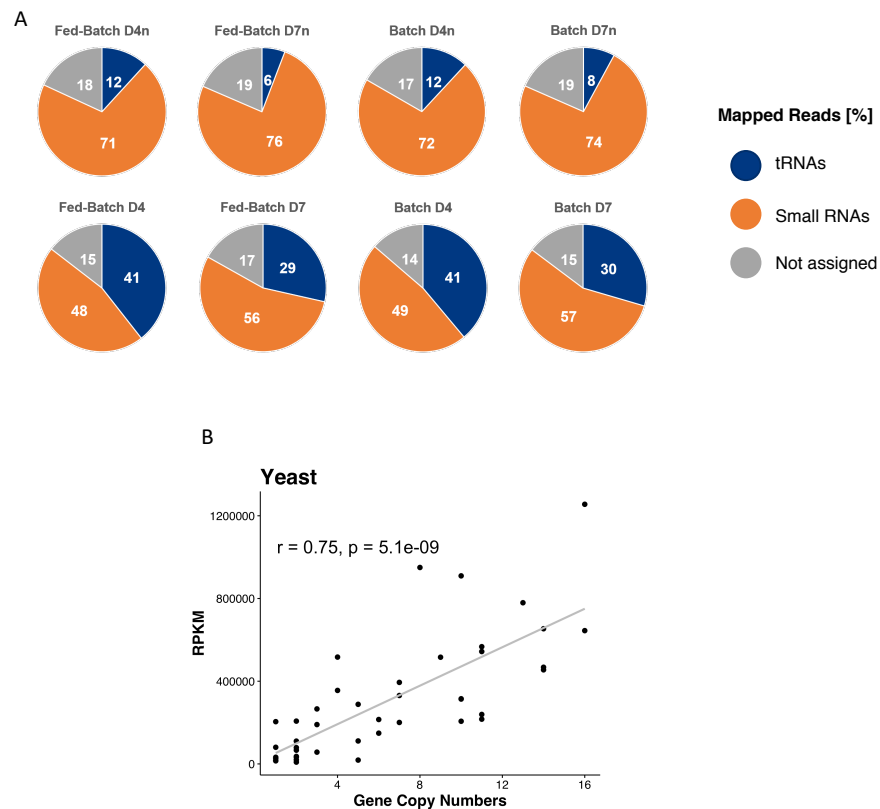 A
Fed-Batch D4n
Fed-Batch D7n
Batch D4n
Batch D7n
18 12
71
19 6
76
17 12
72
19 8
74
Mapped Reads [%]
tRNAs
Small RNAs
Not assigned
Fed-Batch D4
Fed-Batch D7
Batch D4
Batch D7
15 41
48
17 29
56
14 41
49
15 30
57
B
Yeast
r = 0.75, p = 5.1e-09
1200000
800000
400000
0
RPKM
4 8 12 16
Gene Copy Numbers